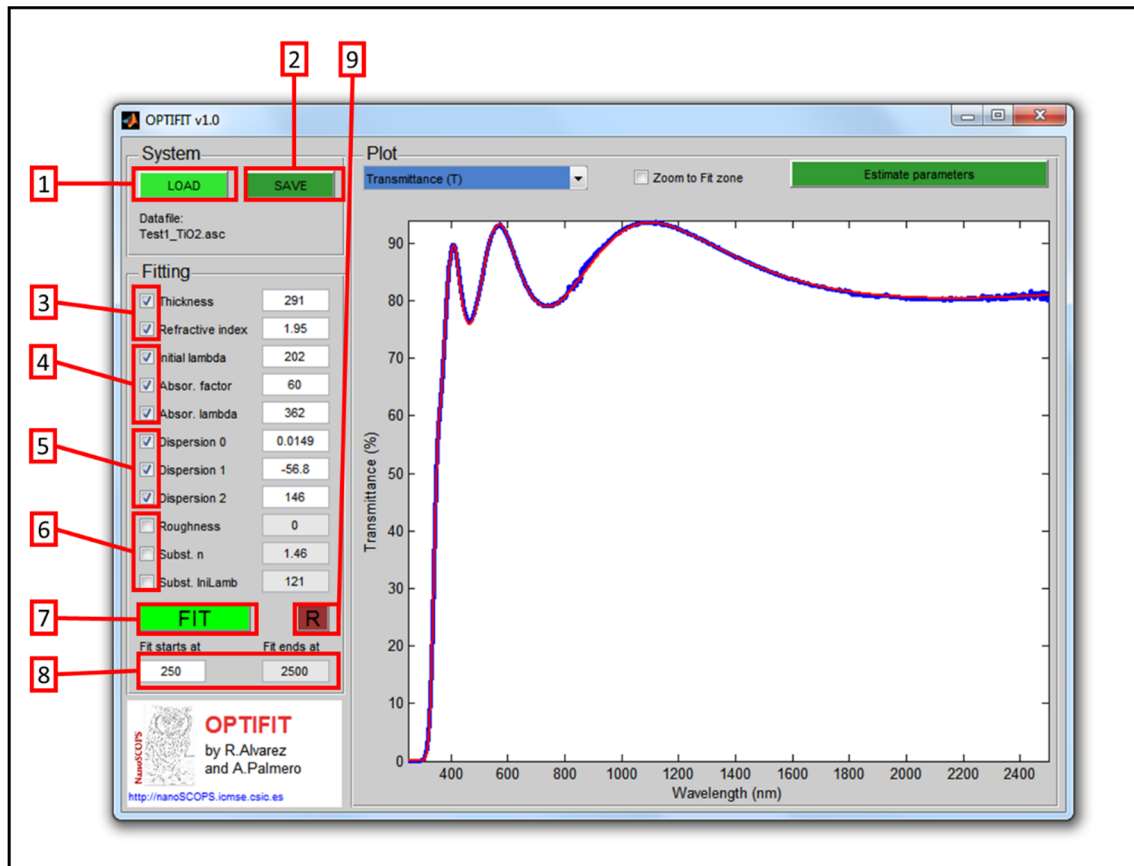 2
9
OPTIFIT v1.0
System
Plot
1
LOAD
SAVE
Transmittance (T)
Zoom to Fit zone
Estimate parameters
Datafile:
Test1_TiO2.asc
Fitting
3
Thickness 291
Refractive index 1.95
4
Initial lambda 202
Absor. factor 60
Absor. lambda 362
5
Dispersion 0 0.0149
Dispersion 1 -56.8
Dispersion 2 146
6
Roughness 0
Subst. n 1.46
Subst. IniLamb 121
7
FIT
R
Fit starts at
Fit ends at
8
250
2500
NanoSCOPS
OPTIFIT
by R.Alvarez
and A.Palmero
http://nanoSCOPS.icmse.csic.es
Transmittance (%)
90
80
70
60
50
40
30
20
10
0
400 600 800 1000 1200 1400 1600 1800 2000 2200 2400
Wavelength (nm)